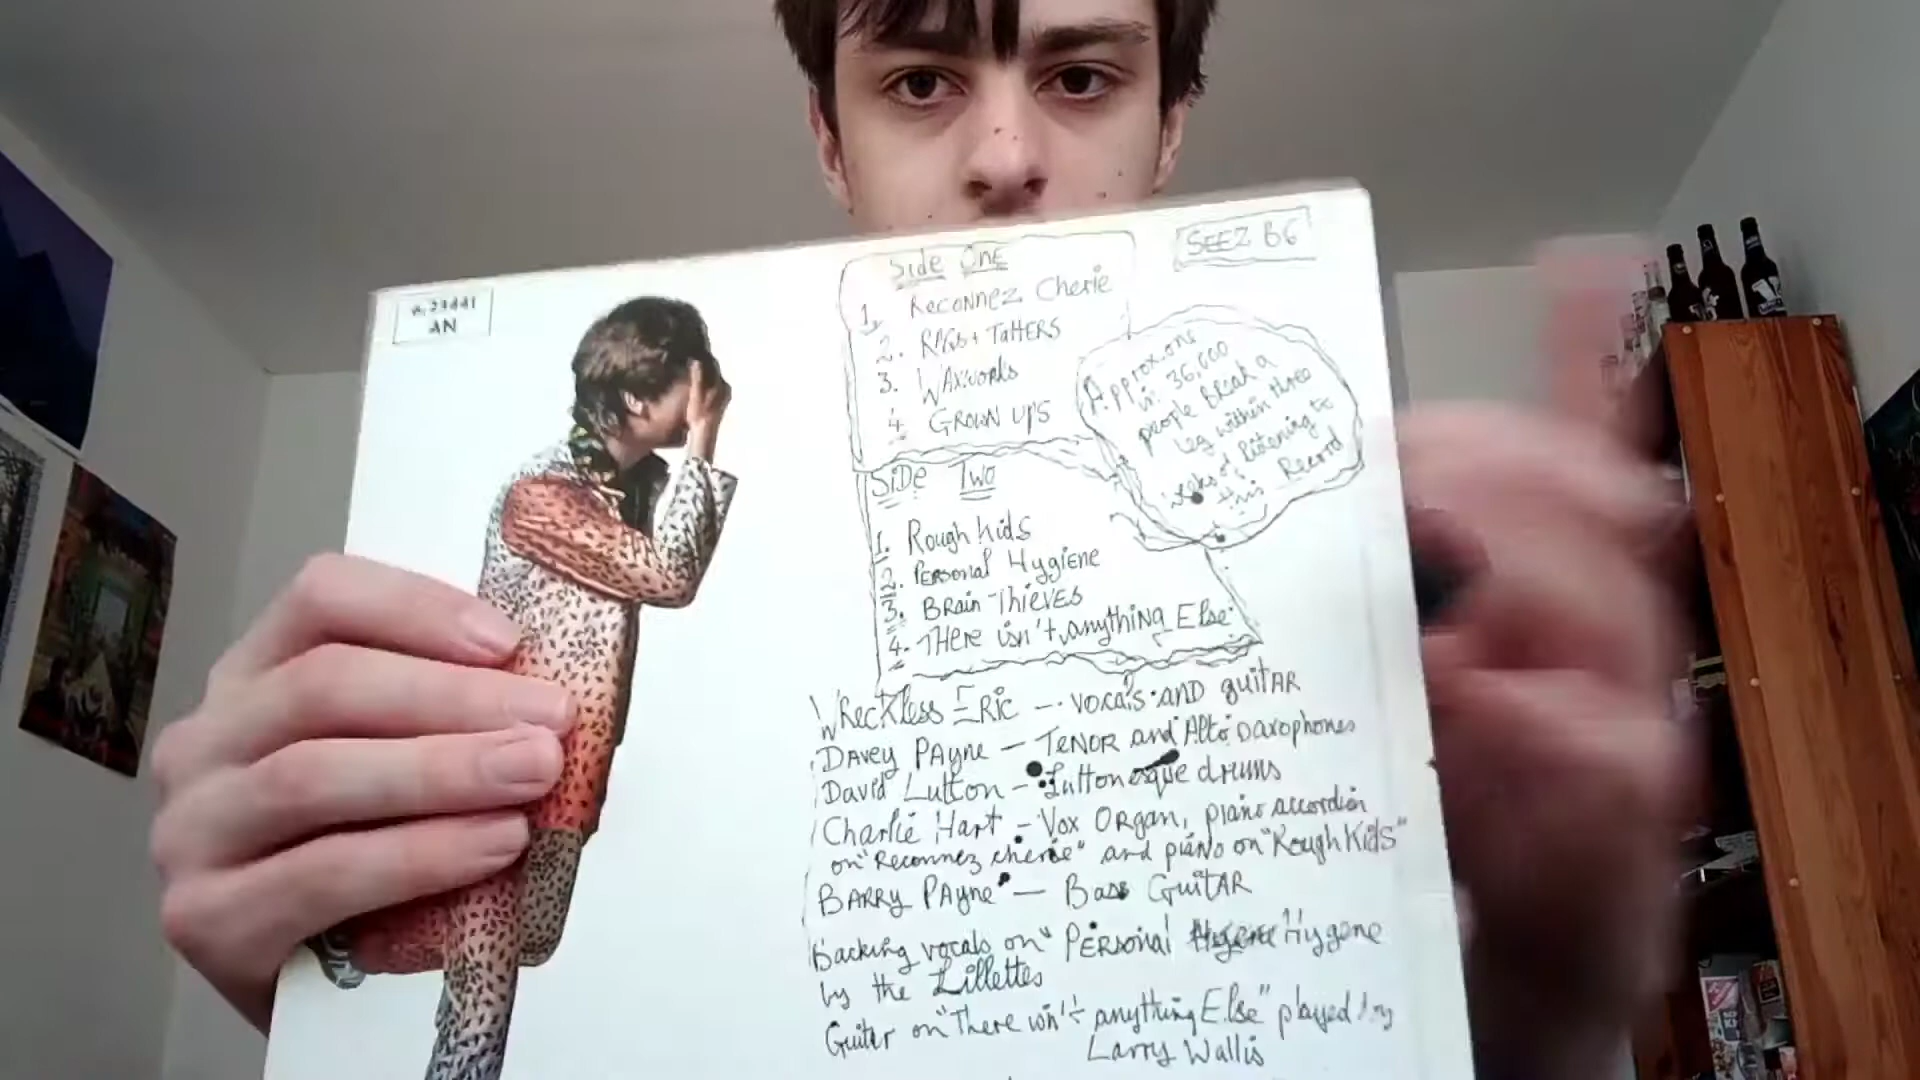 AN
SEEZ B6
Side One
1. Reconnez Cherie
2. RAGS + TATTERS
3. WAXWORKS
4. GROWN UPS
Approx. one
in 36,000
people Break a
Leg within three
weeks of listening to
this Record
SIDE TWO
1. Rough Kids
2. PERSONAL HYGIENE
3. BRAIN-THIEVES
4. THERE isn't anything Else
WRECKLESS ERIC — VOCALS AND guitAR
DAVEY PAYNE — TENOR and Alto Saxophones
David Lutton — Luttonesque drums
Charlie Hart — Vox Organ, piano accordion
on "Reconnez cherie" and piano on "Rough Kids"
BARRY PAYNE — Bass GuitAR
Backing vocals on "PERSONAL Hygene
by the Lillettes
Guiter on "There isn't anything Else" played by
Larry Wallis